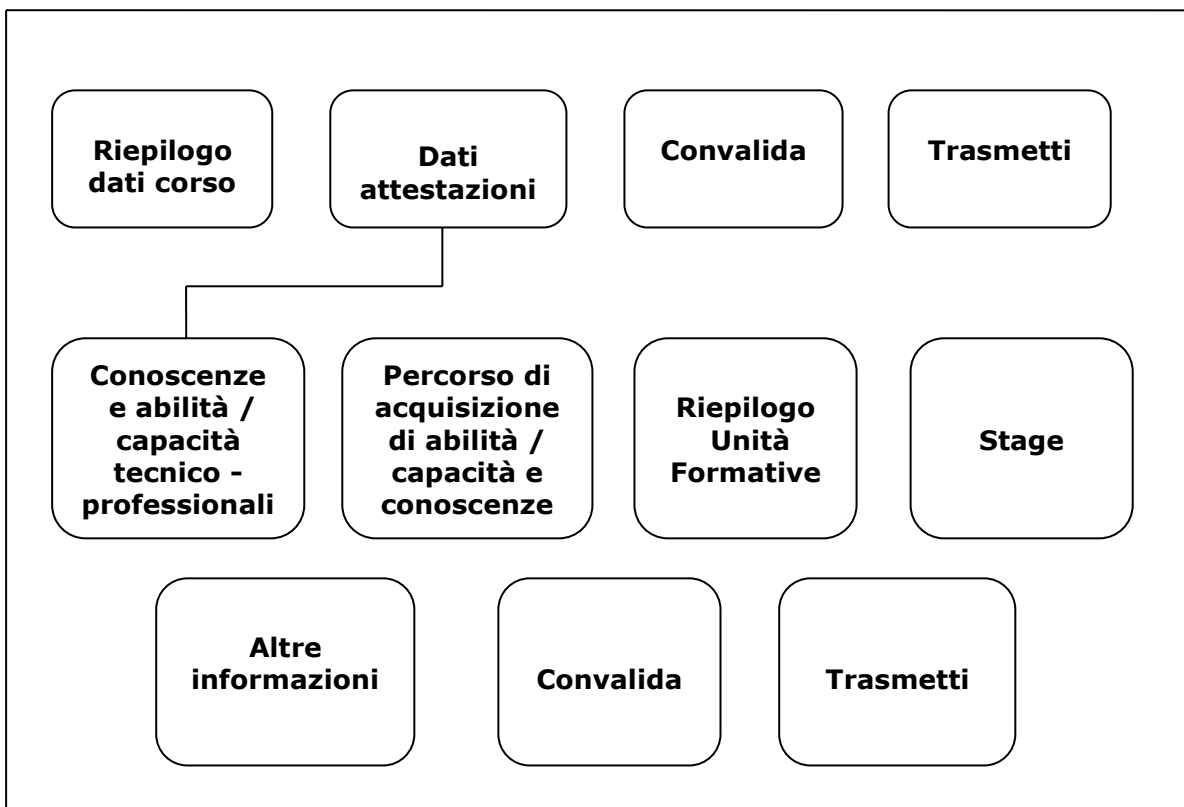 Riepilogo
dati corso
Dati
attestazioni
Convalida
Trasmetti
Conoscenze
e abilità /
capacità
tecnico -
professionali
Percorso di
acquisizione
di abilità /
capacità e
conoscenze
Riepilogo
Unità
Formative
Stage
Altre
informazioni
Convalida
Trasmetti